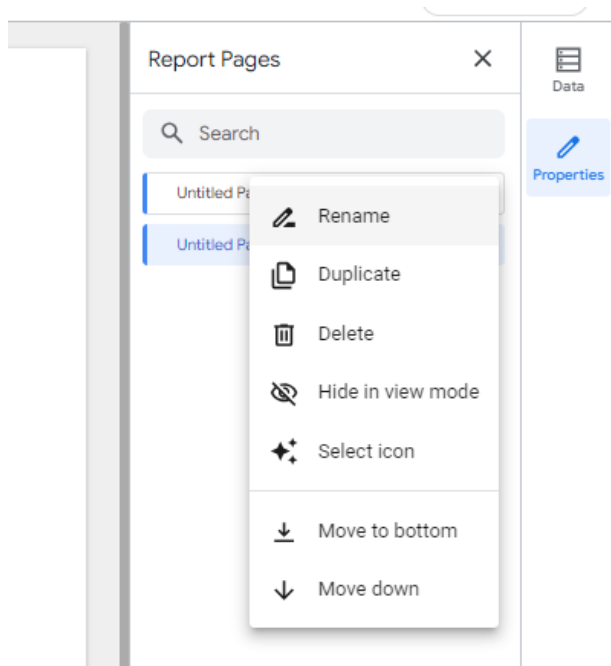 Report Pages
Data
Search
Properties
Untitled Pa
Untitled Pa
Rename
Duplicate
Delete
Hide in view mode
Select icon
Move to bottom
Move down